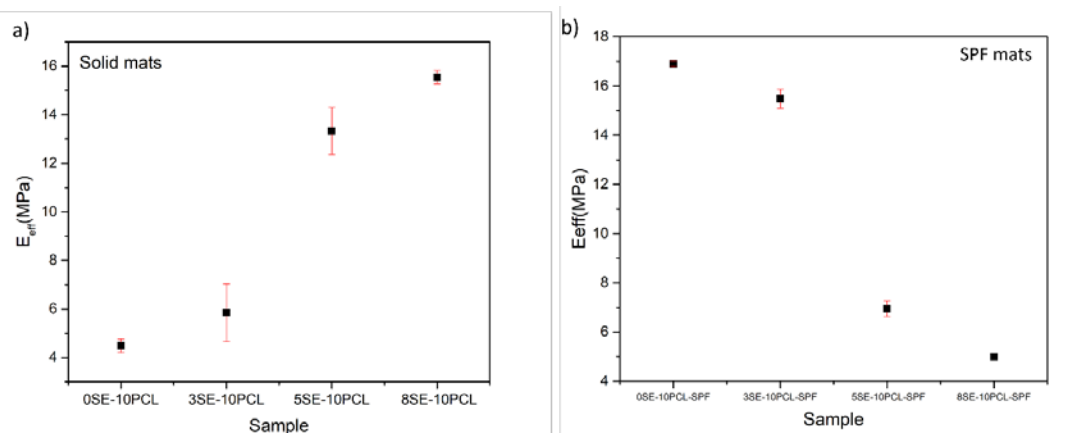 a)
Solid mats
E_eff(MPa)
16
14
12
10
8
6
4
0SE-10PCL 3SE-10PCL 5SE-10PCL 8SE-10PCL
Sample
b)
SPF mats
Eeff(MPa)
18
16
14
12
10
8
6
4
0SE-10PCL-SPF 3SE-10PCL-SPF 5SE-10PCL-SPF 8SE-10PCL-SPF
Sample